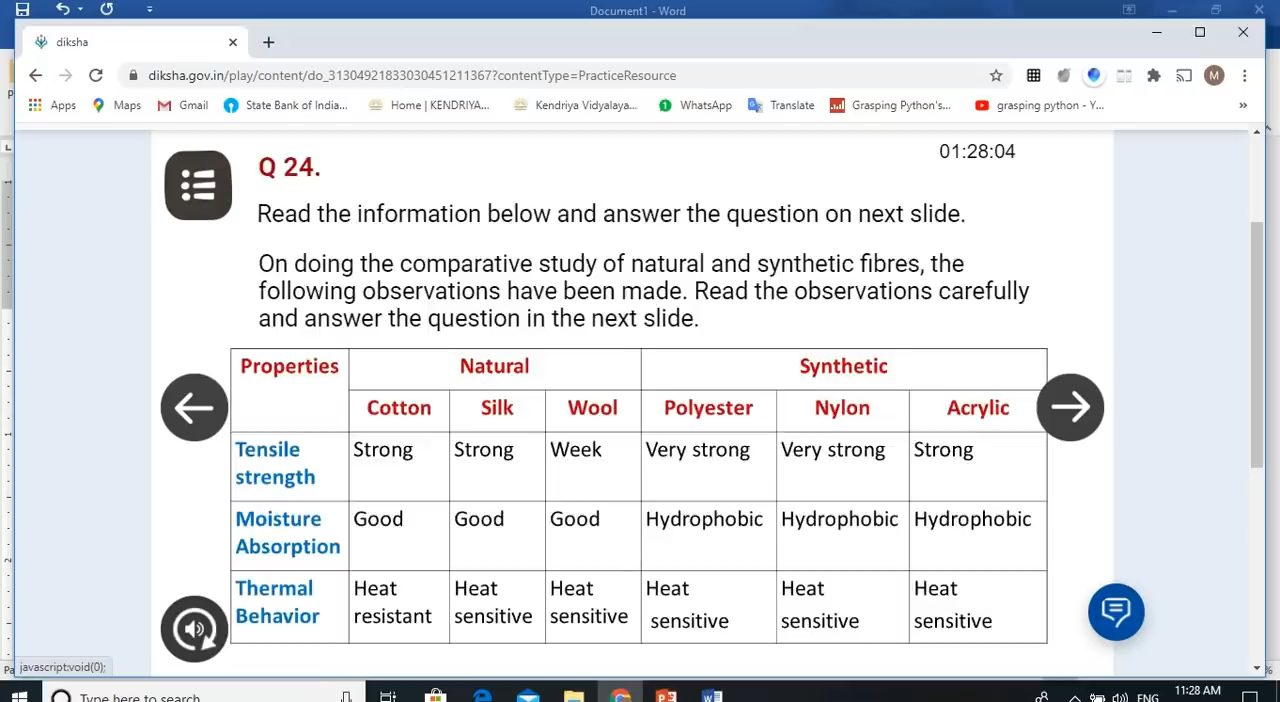 Document1 - Word
diksha
diksha.gov.in/play/content/do_31304921833030451211367?contentType=PracticeResource
M
Apps Maps Gmail State Bank of India... Home | KENDRIYA... Kendriya Vidyalaya... 1 WhatsApp Translate Grasping Python's... grasping python - Y... »
Q 24.
01:28:04
Read the information below and answer the question on next slide.
On doing the comparative study of natural and synthetic fibres, the
following observations have been made. Read the observations carefully
and answer the question in the next slide.
Properties Natural Synthetic
Cotton Silk Wool Polyester Nylon Acrylic
Tensile Strong Strong Week Very strong Very strong Strong
strength
Moisture Good Good Good Hydrophobic Hydrophobic Hydrophobic
Absorption
Thermal Heat Heat Heat Heat Heat Heat
Behavior resistant sensitive sensitive sensitive sensitive sensitive
javascript:void(0);
Type here to search
ENG
11:28 AM